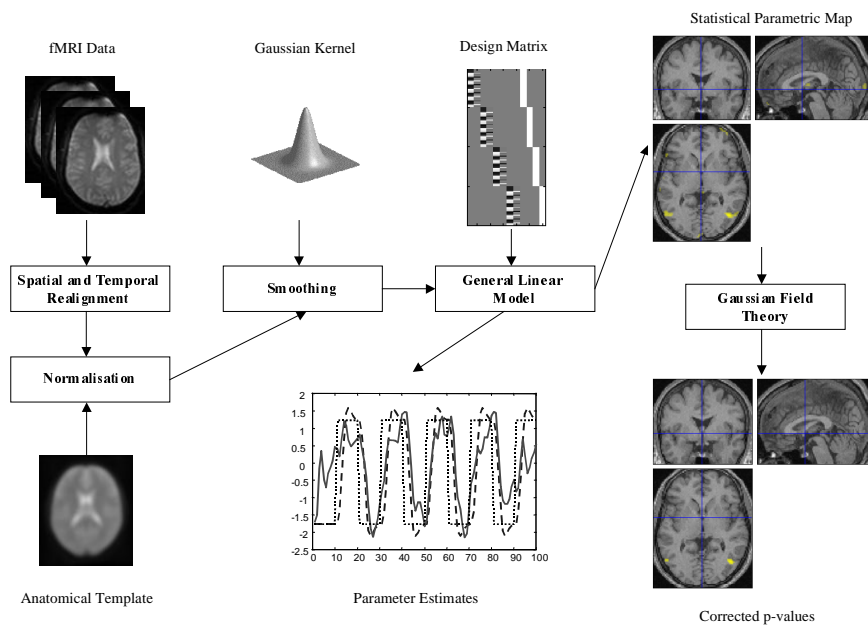 Statistical Parametric Map
fMRI Data
Gaussian Kernel
Design Matrix
Spatial and Temporal
Realignment
Smoothing
General Linear
Model
Gaussian Field
Theory
Normalisation
2
1.5
1
0.5
0
-0.5
-1
-1.5
-2
-2.5
0 10 20 30 40 50 60 70 80 90 100
Anatomical Template
Parameter Estimates
Corrected p-values